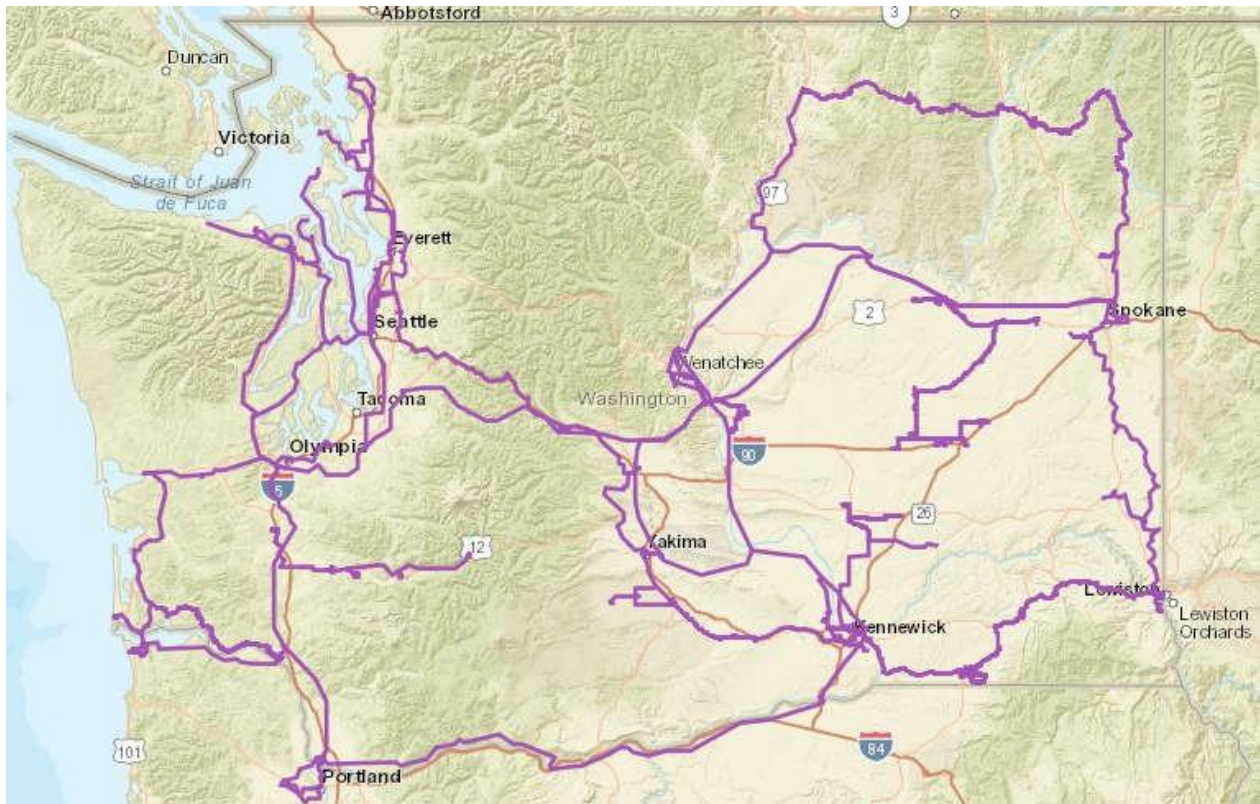 Abbotsford
3
Duncan
Victoria
Strait of Juan
de Fuca
97
Everett
2
Seattle
Spokane
Wenatchee
Washington
Tacoma
Olympia
90
5
26
12
Yakima
Lewiston
Lewiston
Orchards
Kennewick
101
84
Portland